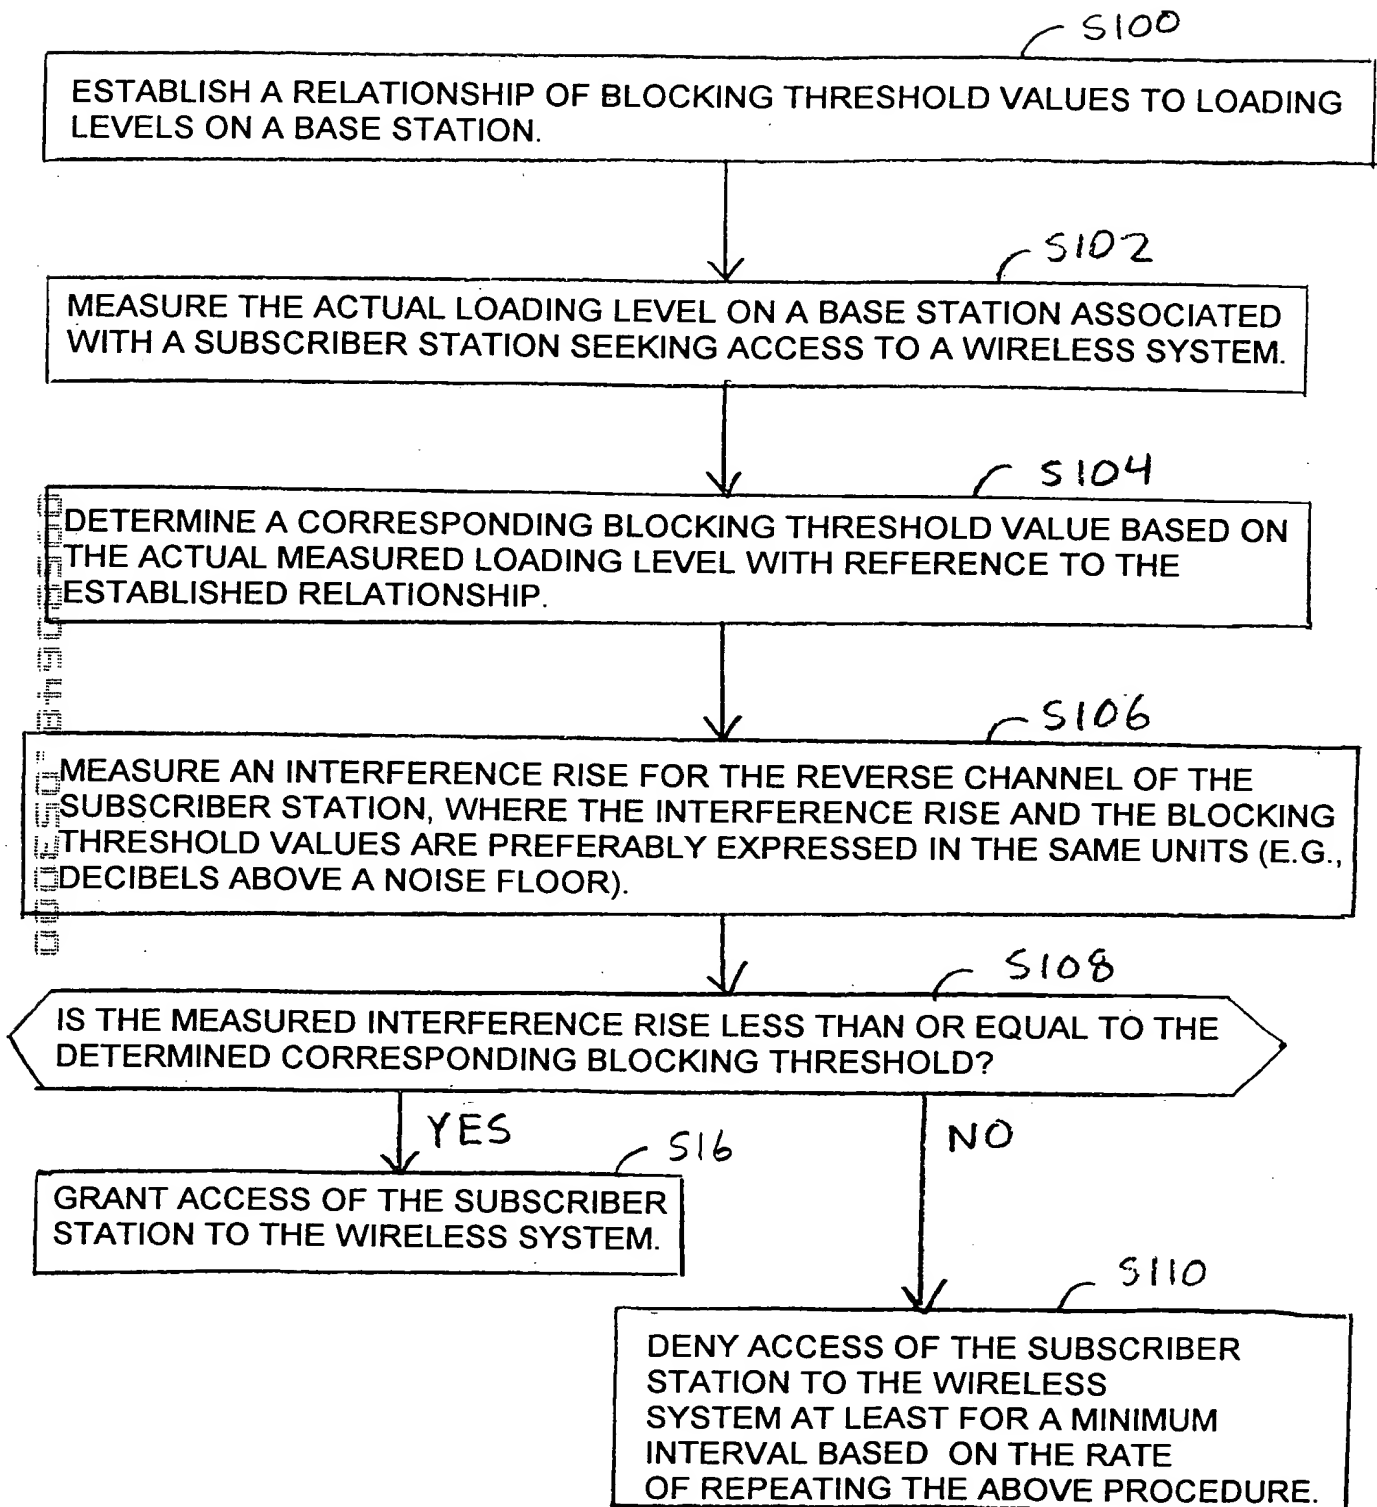 S100
ESTABLISH A RELATIONSHIP OF BLOCKING THRESHOLD VALUES TO LOADING
LEVELS ON A BASE STATION.
S102
MEASURE THE ACTUAL LOADING LEVEL ON A BASE STATION ASSOCIATED
WITH A SUBSCRIBER STATION SEEKING ACCESS TO A WIRELESS SYSTEM.
S104
DETERMINE A CORRESPONDING BLOCKING THRESHOLD VALUE BASED ON
THE ACTUAL MEASURED LOADING LEVEL WITH REFERENCE TO THE
ESTABLISHED RELATIONSHIP.
S106
MEASURE AN INTERFERENCE RISE FOR THE REVERSE CHANNEL OF THE
SUBSCRIBER STATION, WHERE THE INTERFERENCE RISE AND THE BLOCKING
THRESHOLD VALUES ARE PREFERABLY EXPRESSED IN THE SAME UNITS (E.G.,
DECIBELS ABOVE A NOISE FLOOR).
S108
IS THE MEASURED INTERFERENCE RISE LESS THAN OR EQUAL TO THE
DETERMINED CORRESPONDING BLOCKING THRESHOLD?
YES
NO
S16
GRANT ACCESS OF THE SUBSCRIBER
STATION TO THE WIRELESS SYSTEM.
S110
DENY ACCESS OF THE SUBSCRIBER
STATION TO THE WIRELESS
SYSTEM AT LEAST FOR A MINIMUM
INTERVAL BASED ON THE RATE
OF REPEATING THE ABOVE PROCEDURE.